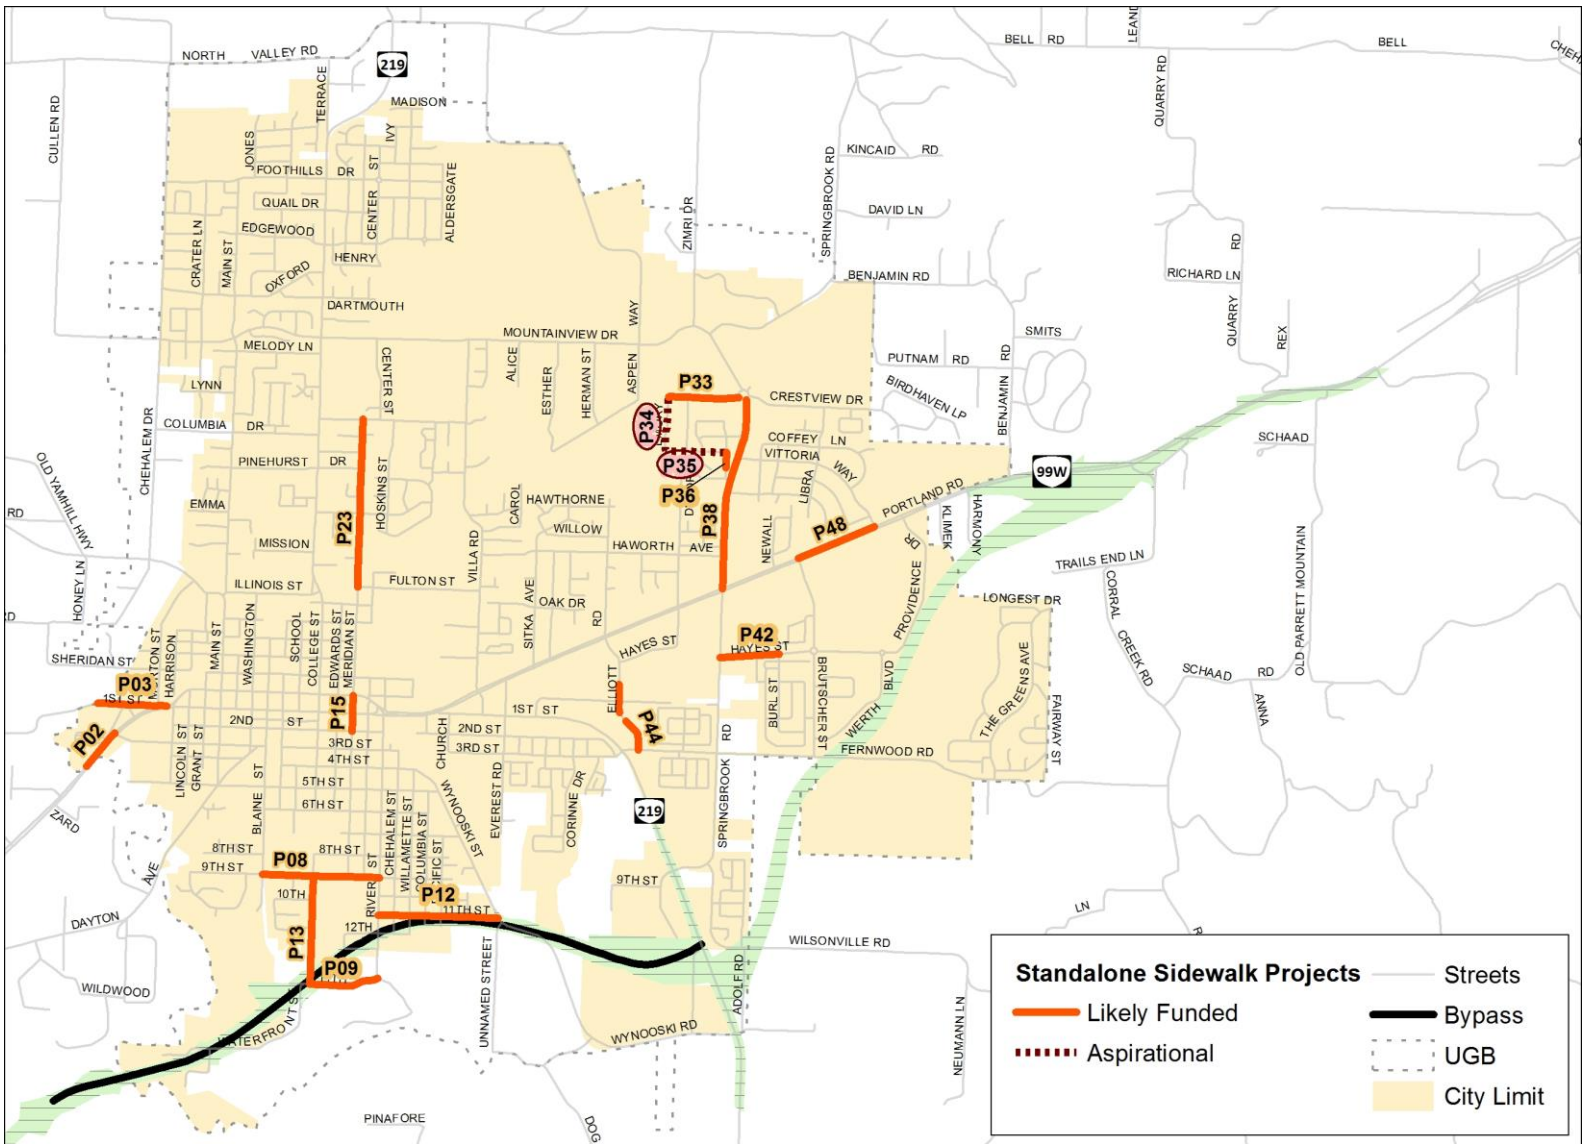 BELL RD
LEAND
BELL
CHEHA
NORTH VALLEY RD
219
TERRACE
MADISON
IVY
CULLEN RD
JONES
FOOTHILLS DR
CENTER ST
QUARRY RD
KINCAID RD
SPRINGBROOK RD
ALDERSGATE
QUAIL DR
EDGEWOOD
CRATER LN
MAIN ST
ZIMRI DR
DAVID LN
HENRY
OXFORD
BENJAMIN RD
RICHARD LN
QUARRY RD
DARTMOUTH
MOUNTAINVIEW DR
ASPEN WAY
SMITS
REX
MELODY LN
CENTER ST
ALICE
ESTHER
HERMAN ST
PUTNAM RD
BENJAMIN RD
LYNN
P33
BIRDHAVEN LP
CRESTVIEW DR
CHEHALEM DR
COLUMBIA DR
P34
COFFEY LN
SCHAAD
VITTORIA WAY
PINEHURST DR
HOSKINS ST
P35
P36
LIBRA
99W
OLD YAMHILL HWY
RD
EMMA
CAROL
HAWTHORNE
PORTLAND RD
P23
P38
WILLOW
NEWALL
P48
KLIMEK
HARMONY
DR
MISSION
VILLA RD
HAWORTH AVE
OLD PARRETT MOUNTAIN
TRAILS END LN
HONEY LN
ILLINOIS ST
FULTON ST
SITKA AVE
OAK DR
RD
PROVIDENCE
LONGEST DR
CORRAL CREEK RD
WASHINGTON
SCHOOL
COLLEGE ST
EDWARDS ST
MERIDIAN ST
MAIN ST
HARRISON
HAYES ST
P42
HAYES ST
SHERIDAN ST
P03
1ST ST
ELLIOTT
BURL ST
BRUTSCHER ST
WERTH BLVD
THE GREENS AVE
FAIRWAY ST
SCHAAD RD
ANNA
P15
1ST ST
2ND ST
P02
P44
LINCOLN ST
GRANT ST
3RD ST
4TH ST
CHURCH
2ND ST
3RD ST
FERNWOOD RD
SPRINGBROOK RD
BLAINE ST
5TH ST
6TH ST
EVEREST RD
CORINNE DR
WYNOOSKI ST
CHEHALEM ST
WILLAMETTE ST
COLUMBIA ST
219
ZARD
8TH ST
8TH ST
9TH ST
P08
AVE
10TH
RIVER ST
P12
11TH ST
9TH ST
DAYTON
P13
12TH
LN
WILSONVILLE RD
UNNAMED STREET
P09
WILDWOOD
ADOLF RD
WYNOOSKI RD
NEUMANN LN
PINAFORE
DOG
Standalone Sidewalk Projects
Likely Funded
Aspirational
Streets
Bypass
UGB
City Limit